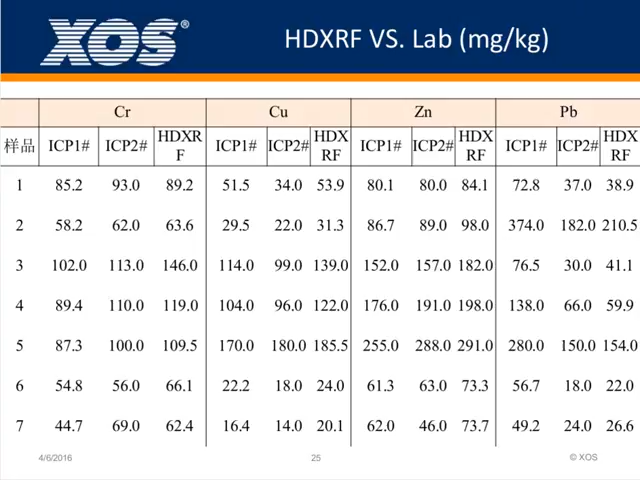 XOS®
HDXRF VS. Lab (mg/kg)
Cr Cu Zn Pb
样品 ICP1# ICP2# HDXRF ICP1# ICP2# HDXRF ICP1# ICP2# HDXRF ICP1# ICP2# HDXRF
1 85.2 93.0 89.2 51.5 34.0 53.9 80.1 80.0 84.1 72.8 37.0 38.9
2 58.2 62.0 63.6 29.5 22.0 31.3 86.7 89.0 98.0 374.0 182.0 210.5
3 102.0 113.0 146.0 114.0 99.0 139.0 152.0 157.0 182.0 76.5 30.0 41.1
4 89.4 110.0 119.0 104.0 96.0 122.0 176.0 191.0 198.0 138.0 66.0 59.9
5 87.3 100.0 109.5 170.0 180.0 185.5 255.0 288.0 291.0 280.0 150.0 154.0
6 54.8 56.0 66.1 22.2 18.0 24.0 61.3 63.0 73.3 56.7 18.0 22.0
7 44.7 69.0 62.4 16.4 14.0 20.1 62.0 46.0 73.7 49.2 24.0 26.6
4/6/2016 25 © XOS